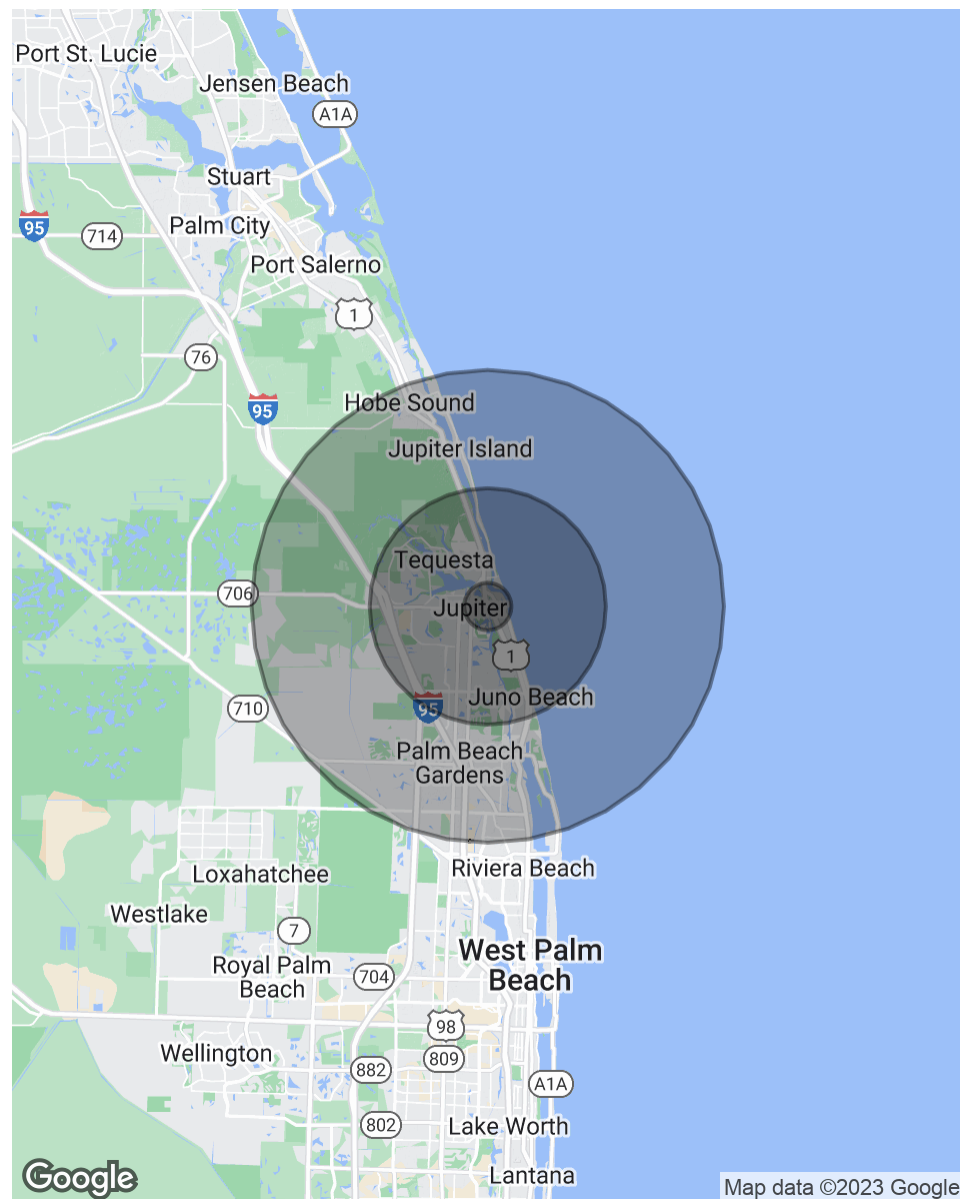 Port St. Lucie
Jensen Beach
A1A
Stuart
95
714
Palm City
Port Salerno
1
76
95
Hobe Sound
Jupiter Island
Tequesta
706
Jupiter
1
Juno Beach
95
710
Palm Beach
Gardens
Riviera Beach
Loxahatchee
Westlake
7
West Palm
Beach
Royal Palm
Beach
704
98
Wellington
809
882
A1A
802
Lake Worth
Lantana
Google
Map data ©2023 Google